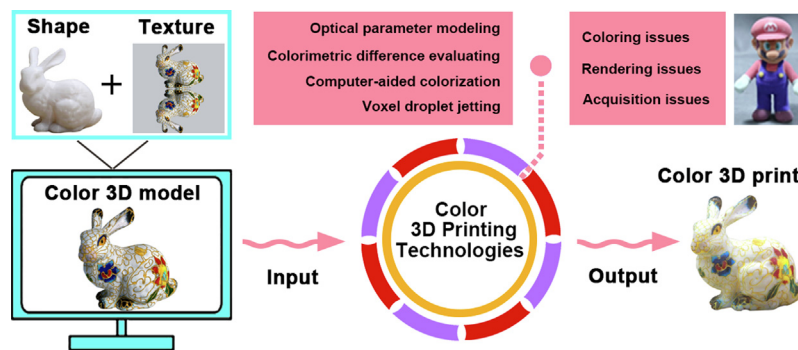 Shape
Texture
+
Color 3D model
Optical parameter modeling
Colorimetric difference evaluating
Computer-aided colorization
Voxel droplet jetting
Coloring issues
Rendering issues
Acquisition issues
Input
Color
3D Printing
Technologies
Output
Color 3D print